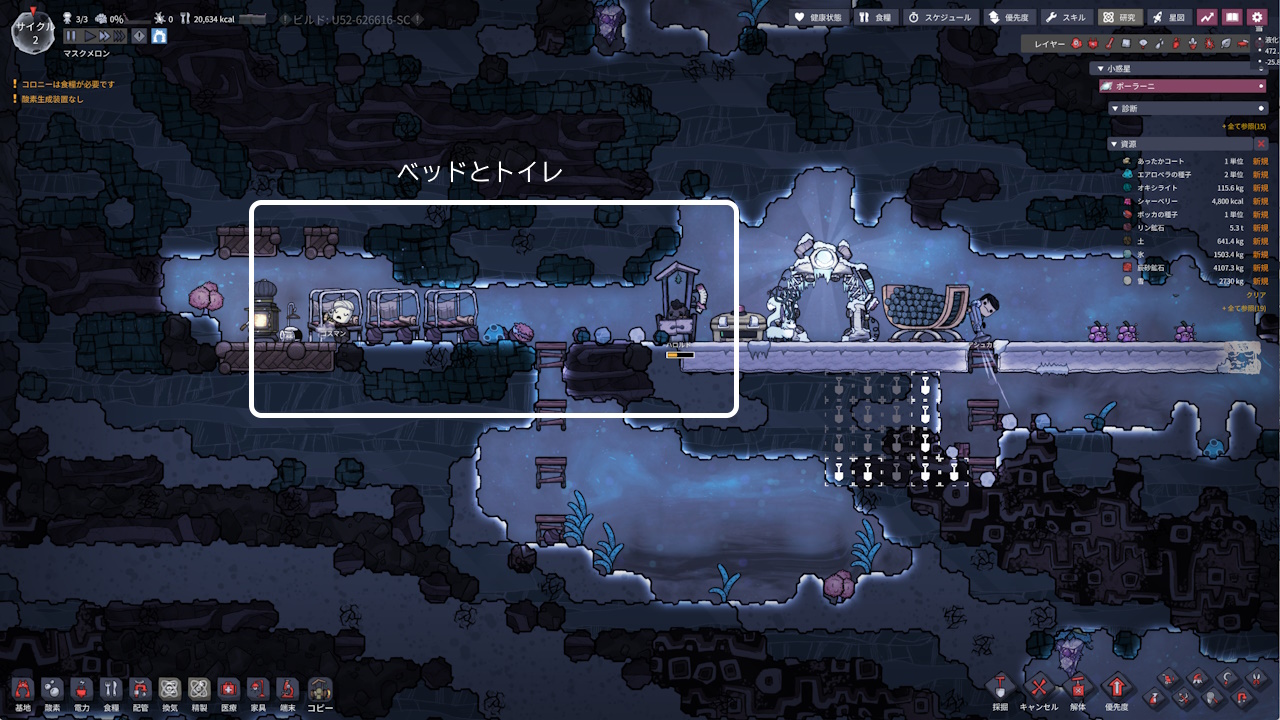 サイクル
2
3/3
0%
0
20,634 kcal
ビルド: U52-626616-SC
マスクメロン
コロニーは食糧が必要です
酸素生成装置なし
健康状態
食糧
スケジュール
優先度
スキル
研究
星図
レイヤー
小惑星
ポーラーニ
診断
+ 全て参照(15)
資源
あったかコート 1 単位 新規
エアロベラの種子 2 単位 新規
オキシライト 115.6 kg 新規
シャーベリー 4,800 kcal 新規
ボッカの種子 1 単位 新規
リン鉱石 5.3 t 新規
土 641.4 kg 新規
氷 1503.4 kg 新規
辰砂鉱石 4107.3 kg 新規
雪 2730 kg 新規
クリア
+ 全て参照(19)
ベッドとトイレ
基地
酸素
電力
食糧
配管
換気
精製
医療
家具
端末
コピー
採掘
キャンセル
解体
優先度